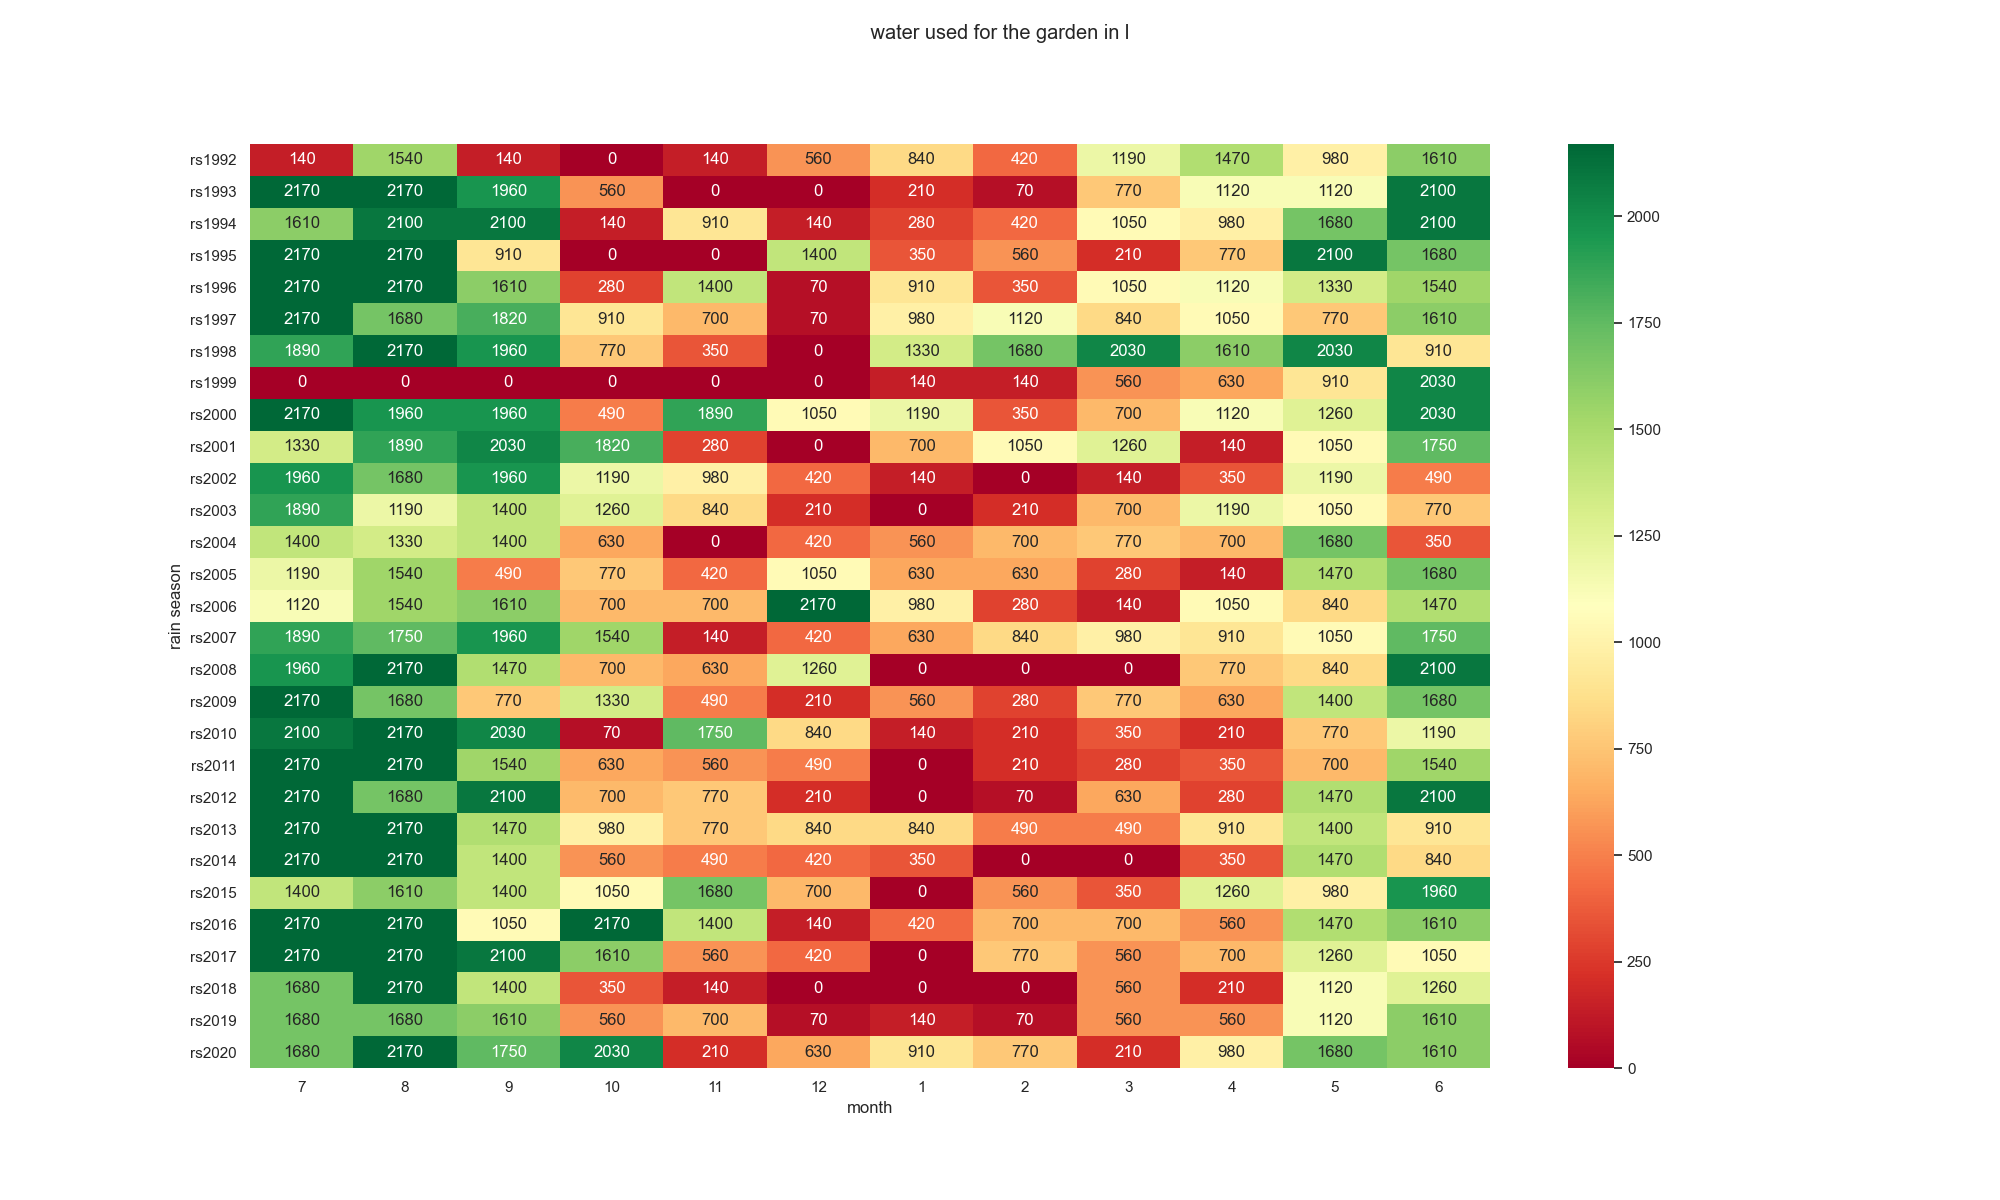 water used for the garden in l
rs1992 140 1540 140 0 140 560 840 420 1190 1470 980 1610
rs1993 2170 2170 1960 560 0 0 210 70 770 1120 1120 2100
rs1994 1610 2100 2100 140 910 140 280 420 1050 980 1680 2100
2000
rs1995 2170 2170 910 0 0 1400 350 560 210 770 2100 1680
rs1996 2170 2170 1610 280 1400 70 910 350 1050 1120 1330 1540
rs1997 2170 1680 1820 910 700 70 980 1120 840 1050 770 1610
1750
rs1998 1890 2170 1960 770 350 0 1330 1680 2030 1610 2030 910
rs1999 0 0 0 0 0 0 140 140 560 630 910 2030
rs2000 2170 1960 1960 490 1890 1050 1190 350 700 1120 1260 2030
1500
rs2001 1330 1890 2030 1820 280 0 700 1050 1260 140 1050 1750
rs2002 1960 1680 1960 1190 980 420 140 0 140 350 1190 490
rs2003 1890 1190 1400 1260 840 210 0 210 700 1190 1050 770
1250
rs2004 1400 1330 1400 630 0 420 560 700 770 700 1680 350
rs2005 1190 1540 490 770 420 1050 630 630 280 140 1470 1680
rain season
rs2006 1120 1540 1610 700 700 2170 980 280 140 1050 840 1470
rs2007 1890 1750 1960 1540 140 420 630 840 980 910 1050 1750
1000
rs2008 1960 2170 1470 700 630 1260 0 0 0 770 840 2100
rs2009 2170 1680 770 1330 490 210 560 280 770 630 1400 1680
rs2010 2100 2170 2030 70 1750 840 140 210 350 210 770 1190
750
rs2011 2170 2170 1540 630 560 490 0 210 280 350 700 1540
rs2012 2170 1680 2100 700 770 210 0 70 630 280 1470 2100
rs2013 2170 2170 1470 980 770 840 840 490 490 910 1400 910
500
rs2014 2170 2170 1400 560 490 420 350 0 0 350 1470 840
rs2015 1400 1610 1400 1050 1680 700 0 560 350 1260 980 1960
rs2016 2170 2170 1050 2170 1400 140 420 700 700 560 1470 1610
rs2017 2170 2170 2100 1610 560 420 0 770 560 700 1260 1050
250
rs2018 1680 2170 1400 350 140 0 0 0 560 210 1120 1260
rs2019 1680 1680 1610 560 700 70 140 70 560 560 1120 1610
rs2020 1680 2170 1750 2030 210 630 910 770 210 980 1680 1610
0
7 8 9 10 11 12 1 2 3 4 5 6
month